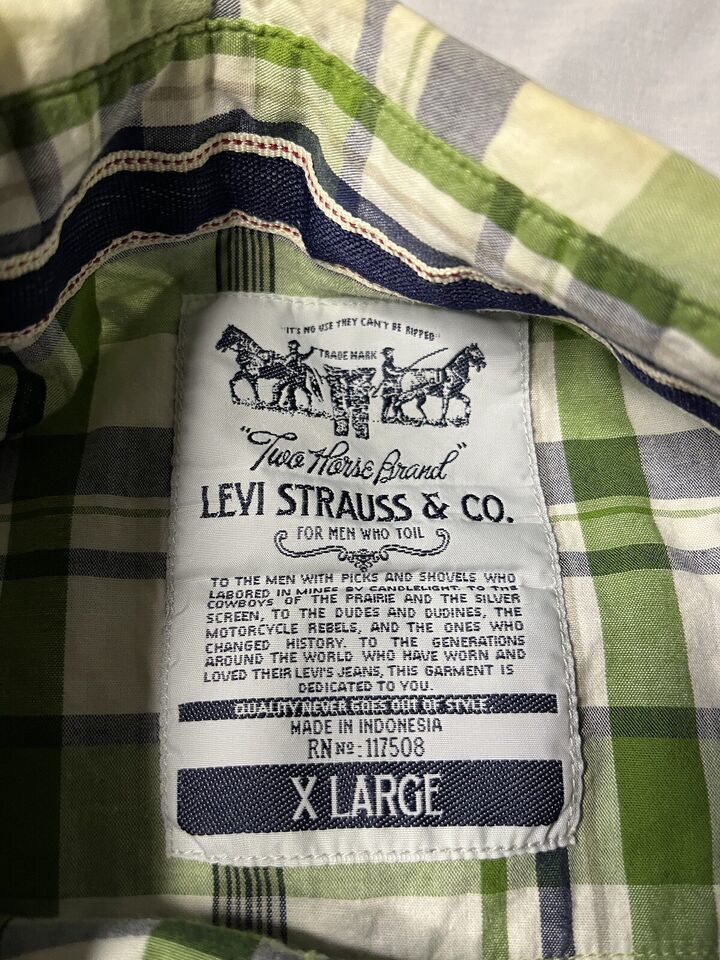 "IT'S NO USE THEY CAN'T BE RIPPED"
TRADE MARK
"Two Horse Brand"
LEVI STRAUSS & CO.
FOR MEN WHO TOIL
TO THE MEN WITH PICKS AND SHOVELS WHO
LABORED IN MINES BY CANDLELIGHT. TO THE
COWBOYS OF THE PRAIRIE AND THE SILVER
SCREEN, TO THE DUDES AND DUDINES, THE
MOTORCYCLE REBELS, AND THE ONES WHO
CHANGED HISTORY. TO THE GENERATIONS
AROUND THE WORLD WHO HAVE WORN AND
LOVED THEIR LEVI'S JEANS, THIS GARMENT IS
DEDICATED TO YOU.
QUALITY NEVER GOES OUT OF STYLE.
MADE IN INDONESIA
RN Nº: 117508
X LARGE